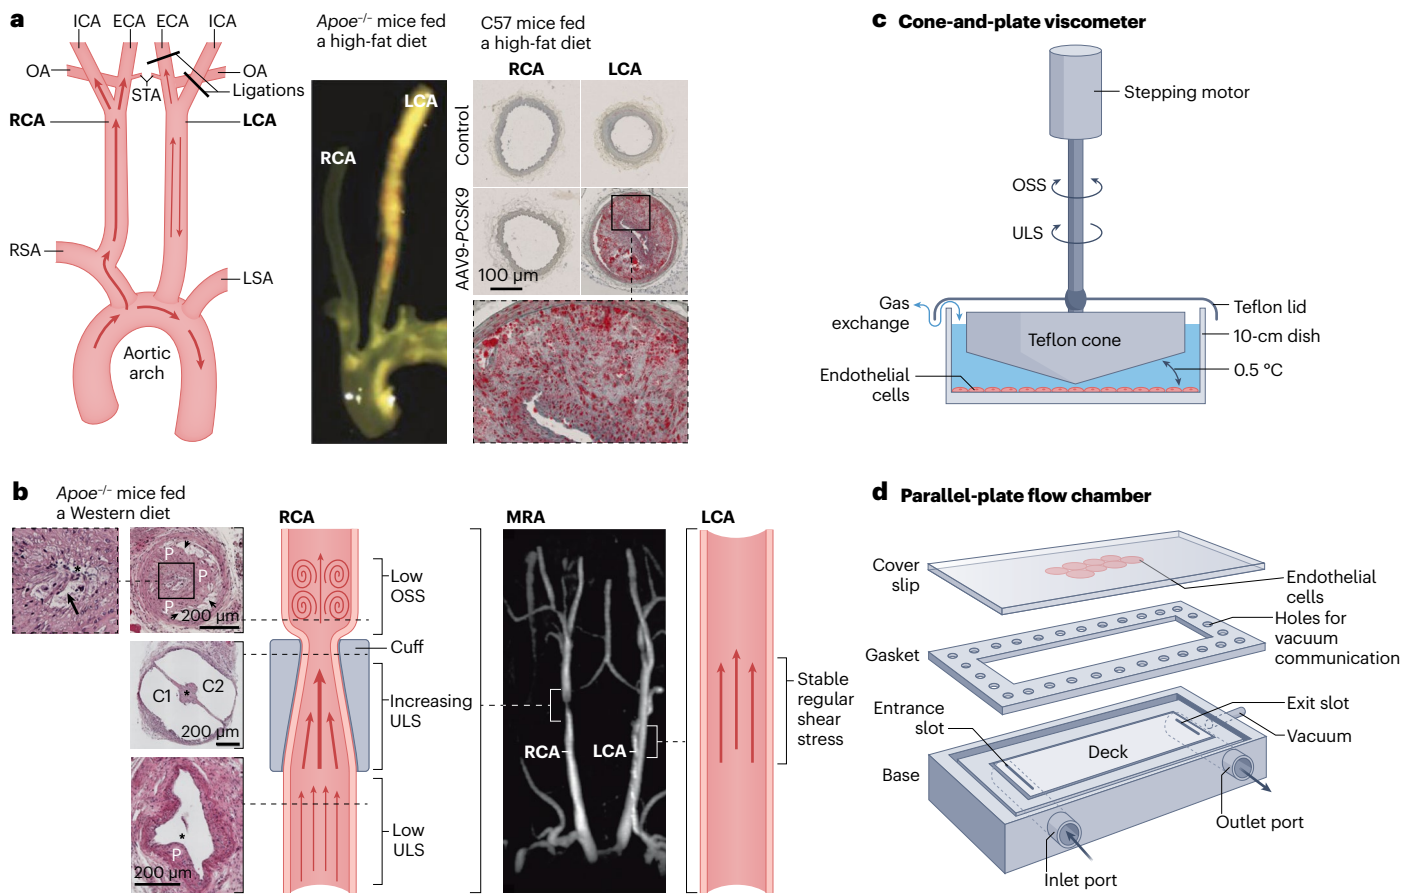 a
ICA
ECA
ECA
ICA
OA
STA
OA
Ligations
RCA
LCA
RSA
LSA
Aortic
arch
Apoe−/− mice fed
a high-fat diet
LCA
RCA
C57 mice fed
a high-fat diet
RCA
LCA
Control
AAV9-PCSK9
100 μm
b
Apoe−/− mice fed
a Western diet
*
P
P
P
200 μm
C1
*
C2
200 μm
*
P
200 μm
RCA
Low
OSS
Cuff
Increasing
ULS
Low
ULS
MRA
RCA
LCA
LCA
Stable
regular
shear
stress
c Cone-and-plate viscometer
Stepping motor
OSS
ULS
Gas
exchange
Teflon lid
Teflon cone
10-cm dish
0.5 °C
Endothelial
cells
d Parallel-plate flow chamber
Cover
slip
Endothelial
cells
Holes for
vacuum
communication
Gasket
Entrance
slot
Exit slot
Vacuum
Deck
Base
Outlet port
Inlet port